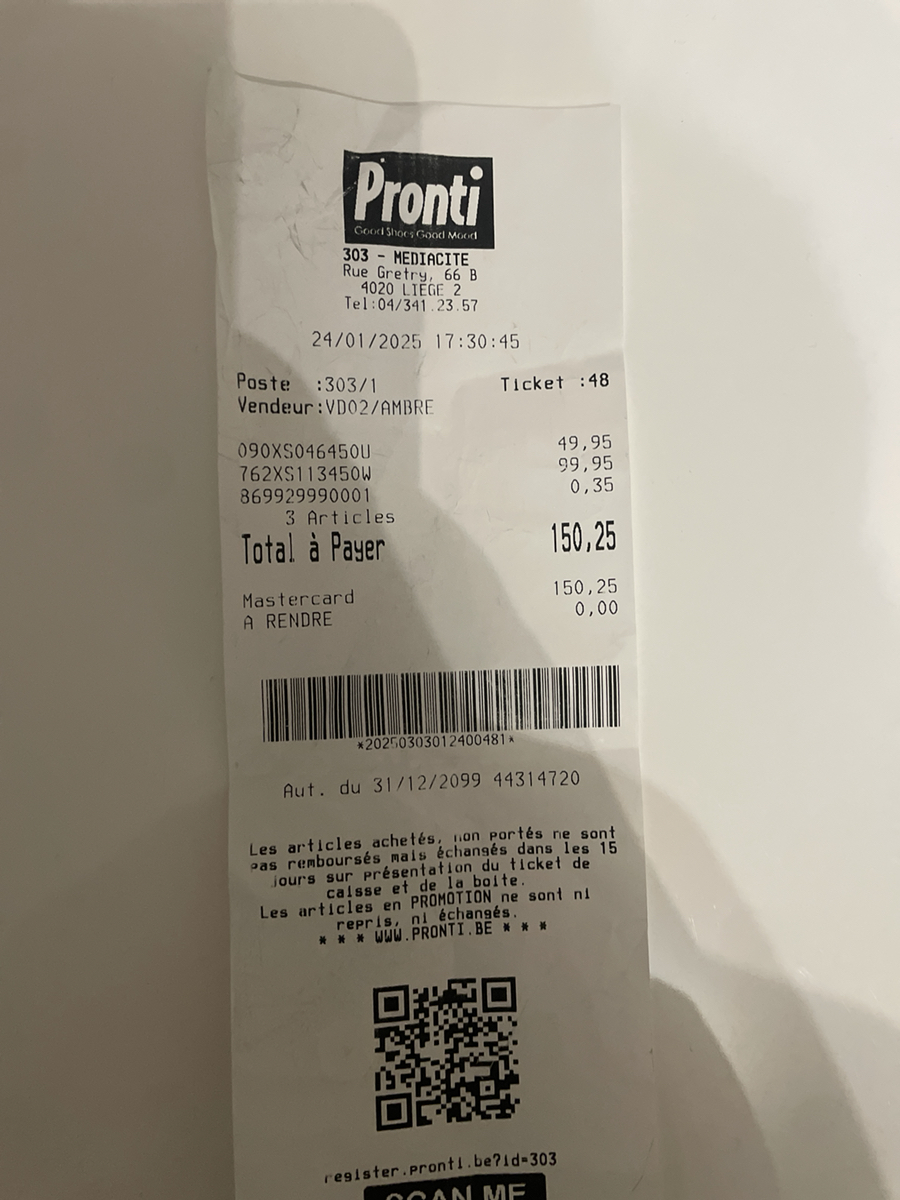 Pronti
Good Shoes Good Mood
303 - MEDIACITE
Rue Gretry, 66 B
4020 LIEGE 2
Tel:04/341.23.57
24/01/2025 17:30:45
Poste :303/1 Ticket :48
Vendeur:VD02/AMBRE
090XS046450U 49,95
762XS113450W 99,95
869929990001 0,35
3 Articles
Total à Payer 150,25
Mastercard 150,25
A RENDRE 0,00
*20250303012400481*
Aut. du 31/12/2099 44314720
Les articles achetés, non portés ne sont
pas remboursés mais échangés dans les 15
jours sur présentation du ticket de
caisse et de la boite.
Les articles en PROMOTION ne sont ni
repris, ni échangés.
* * * WWW.PRONTI.BE * * *
register.pronti.be?id=303
SCAN ME